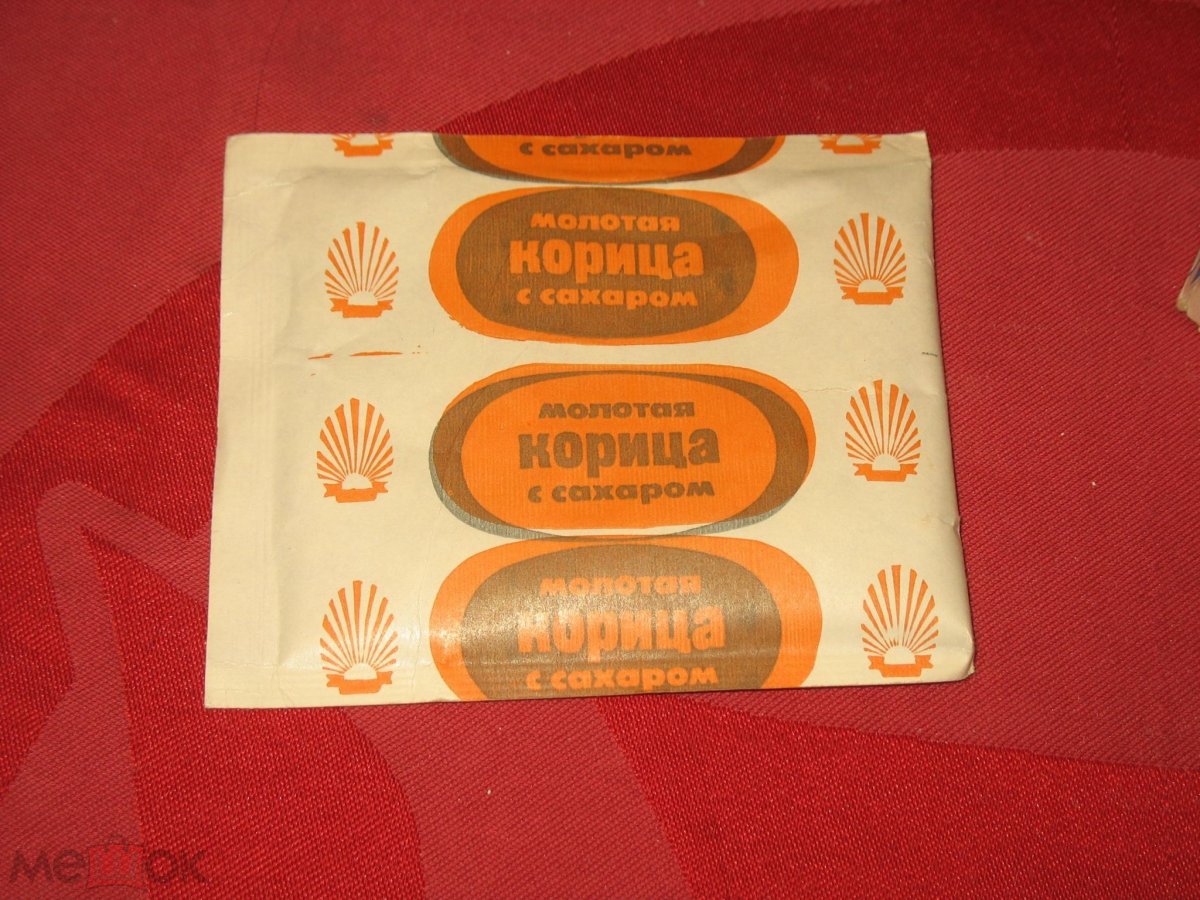 с сахаром
молотая
корица
с сахаром
молотая
корица
с сахаром
молотая
корица
с сахаром
мешок